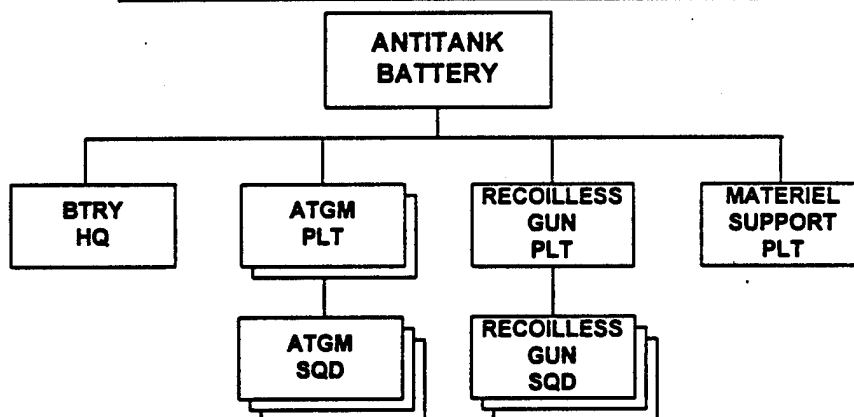 ANTITANK
BATTERY
BTRY
HQ
ATGM
PLT
RECOILLESS
GUN
PLT
MATERIEL
SUPPORT
PLT
ATGM
SQD
RECOILLESS
GUN
SQD